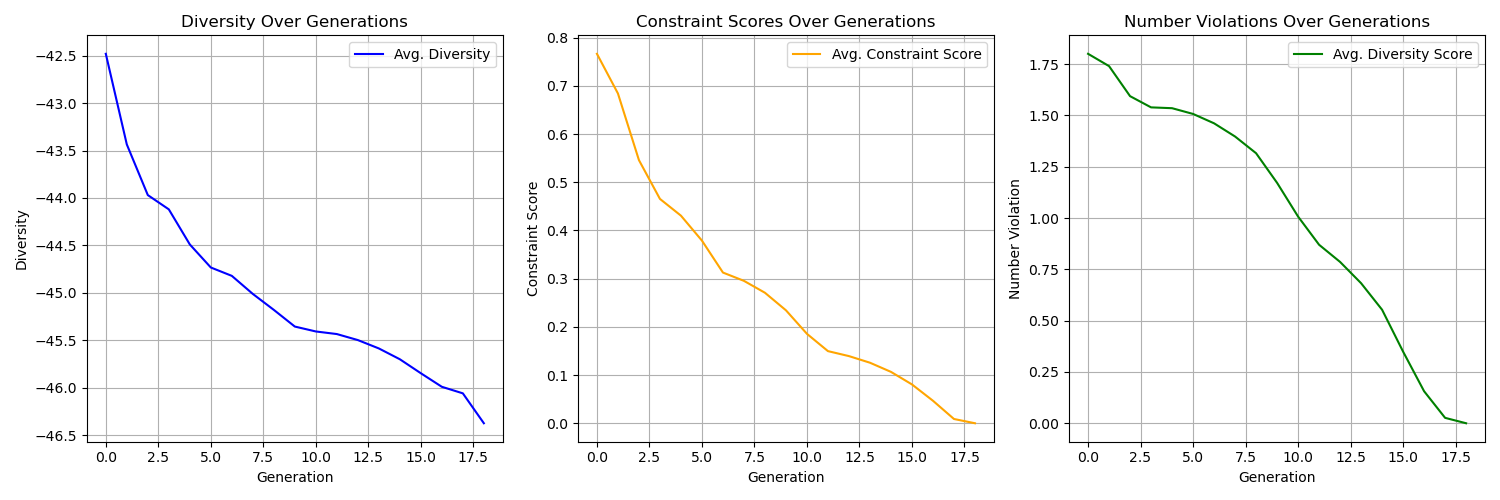 Diversity Over Generations
Avg. Diversity
−42.5
−43.0
−43.5
−44.0
−44.5
−45.0
−45.5
−46.0
−46.5
Diversity
0.0 2.5 5.0 7.5 10.0 12.5 15.0 17.5
Generation
Constraint Scores Over Generations
Avg. Constraint Score
0.8
0.7
0.6
0.5
0.4
0.3
0.2
0.1
0.0
Constraint Score
0.0 2.5 5.0 7.5 10.0 12.5 15.0 17.5
Generation
Number Violations Over Generations
Avg. Diversity Score
1.75
1.50
1.25
1.00
0.75
0.50
0.25
0.00
Number Violation
0.0 2.5 5.0 7.5 10.0 12.5 15.0 17.5
Generation